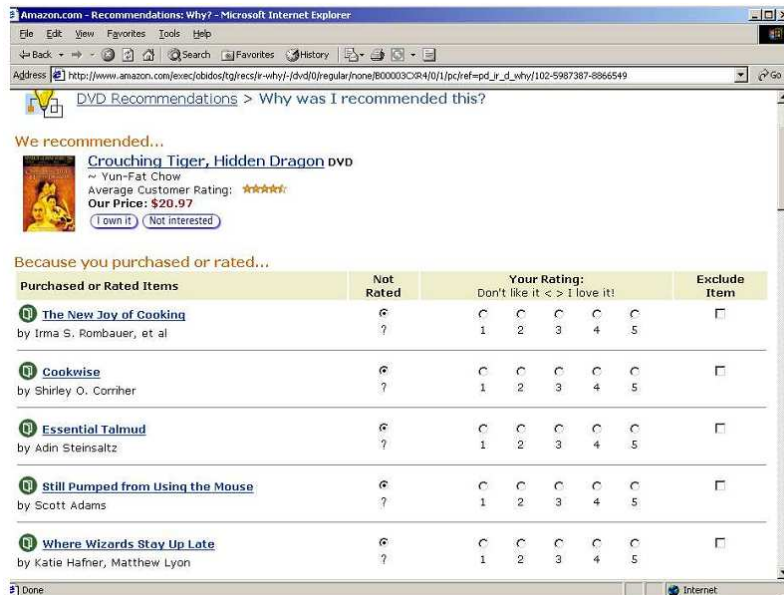 Amazon.com - Recommendations: Why? - Microsoft Internet Explorer
File Edit View Favorites Tools Help
Back Search Favorites History
Address http://www.amazon.com/exec/obidos/tg/recs/ir-why/-/dvd/0/regular/none/B00003CXR4/0/1/pc/ref=pd_ir_d_why/102-5987387-8866549 Go
DVD Recommendations > Why was I recommended this?
We recommended...
Crouching Tiger, Hidden Dragon DVD
~ Yun-Fat Chow
Average Customer Rating:
Our Price: $20.97
I own it Not interested
Because you purchased or rated...
Purchased or Rated Items Not Rated Your Rating: Don't like it < > I love it! Exclude Item
The New Joy of Cooking
by Irma S. Rombauer, et al ? 1 2 3 4 5
Cookwise
by Shirley O. Corriher ? 1 2 3 4 5
Essential Talmud
by Adin Steinsaltz ? 1 2 3 4 5
Still Pumped from Using the Mouse
by Scott Adams ? 1 2 3 4 5
Where Wizards Stay Up Late
by Katie Hafner, Matthew Lyon ? 1 2 3 4 5
Done Internet